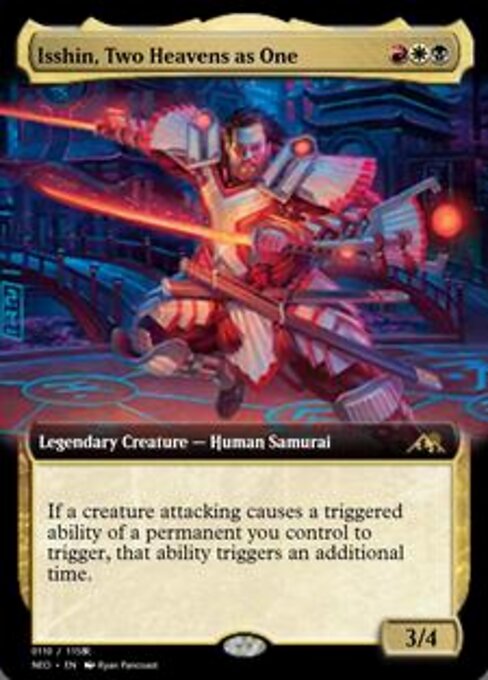 Isshin, Two Heavens as One
Legendary Creature — Human Samurai
If a creature attacking causes a triggered
ability of a permanent you control to
trigger, that ability triggers an additional
time.
3/4
NEO • EN Ryan Pancoast